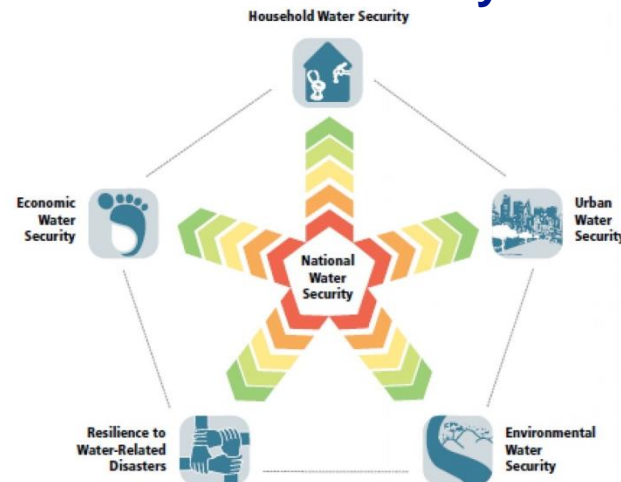 Household Water Security
Economic
Water
Security
Urban
Water
Security
National
Water
Security
Resilience to
Water-Related
Disasters
Environmental
Water
Security